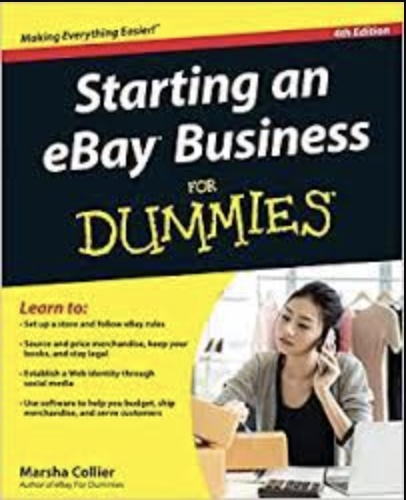 Making Everything Easier!™
4th Edition
Starting an
eBay® Business
FOR
DUMMIES®
Learn to:
• Set up a store and follow eBay rules
• Source and price merchandise, keep your
books, and stay legal
• Establish a Web identity through
social media
• Use software to help you budget, ship
merchandise, and serve customers
Marsha Collier
Author of eBay For Dummies